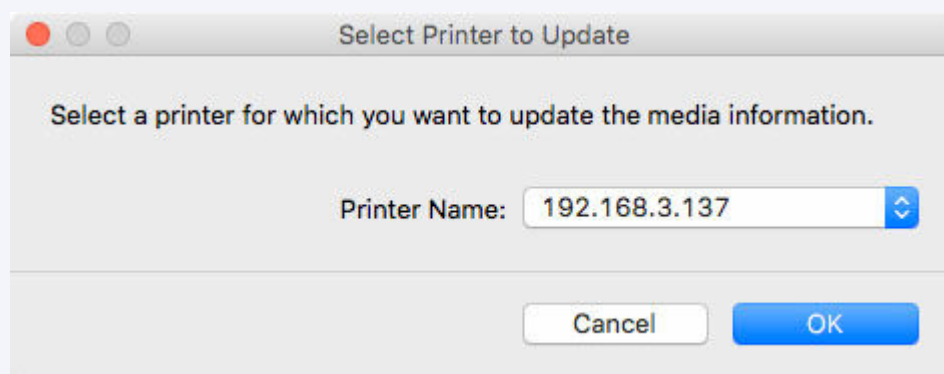 Select Printer to Update
Select a printer for which you want to update the media information.
Printer Name: 192.168.3.137
Cancel OK